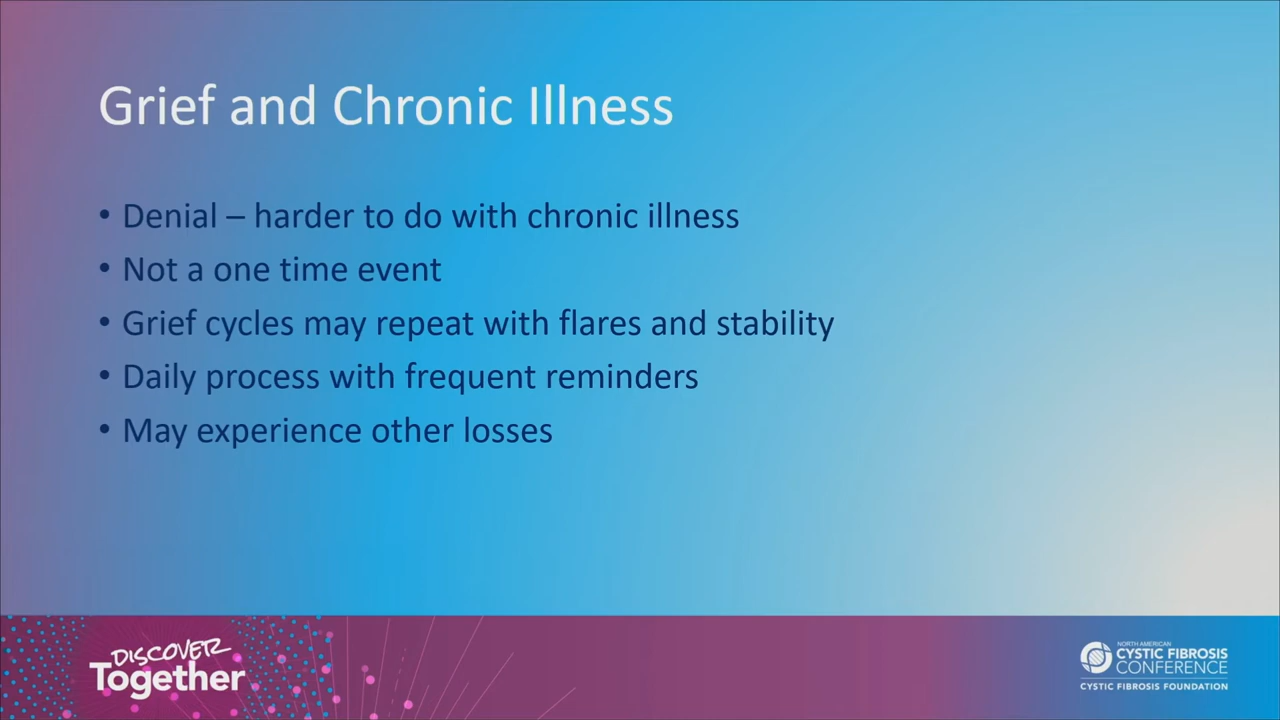 Grief and Chronic Illness
• Denial – harder to do with chronic illness
• Not a one time event
• Grief cycles may repeat with flares and stability
• Daily process with frequent reminders
• May experience other losses
DISCOVER
Together
NORTH AMERICAN
CYSTIC FIBROSIS
CONFERENCE
CYSTIC FIBROSIS FOUNDATION